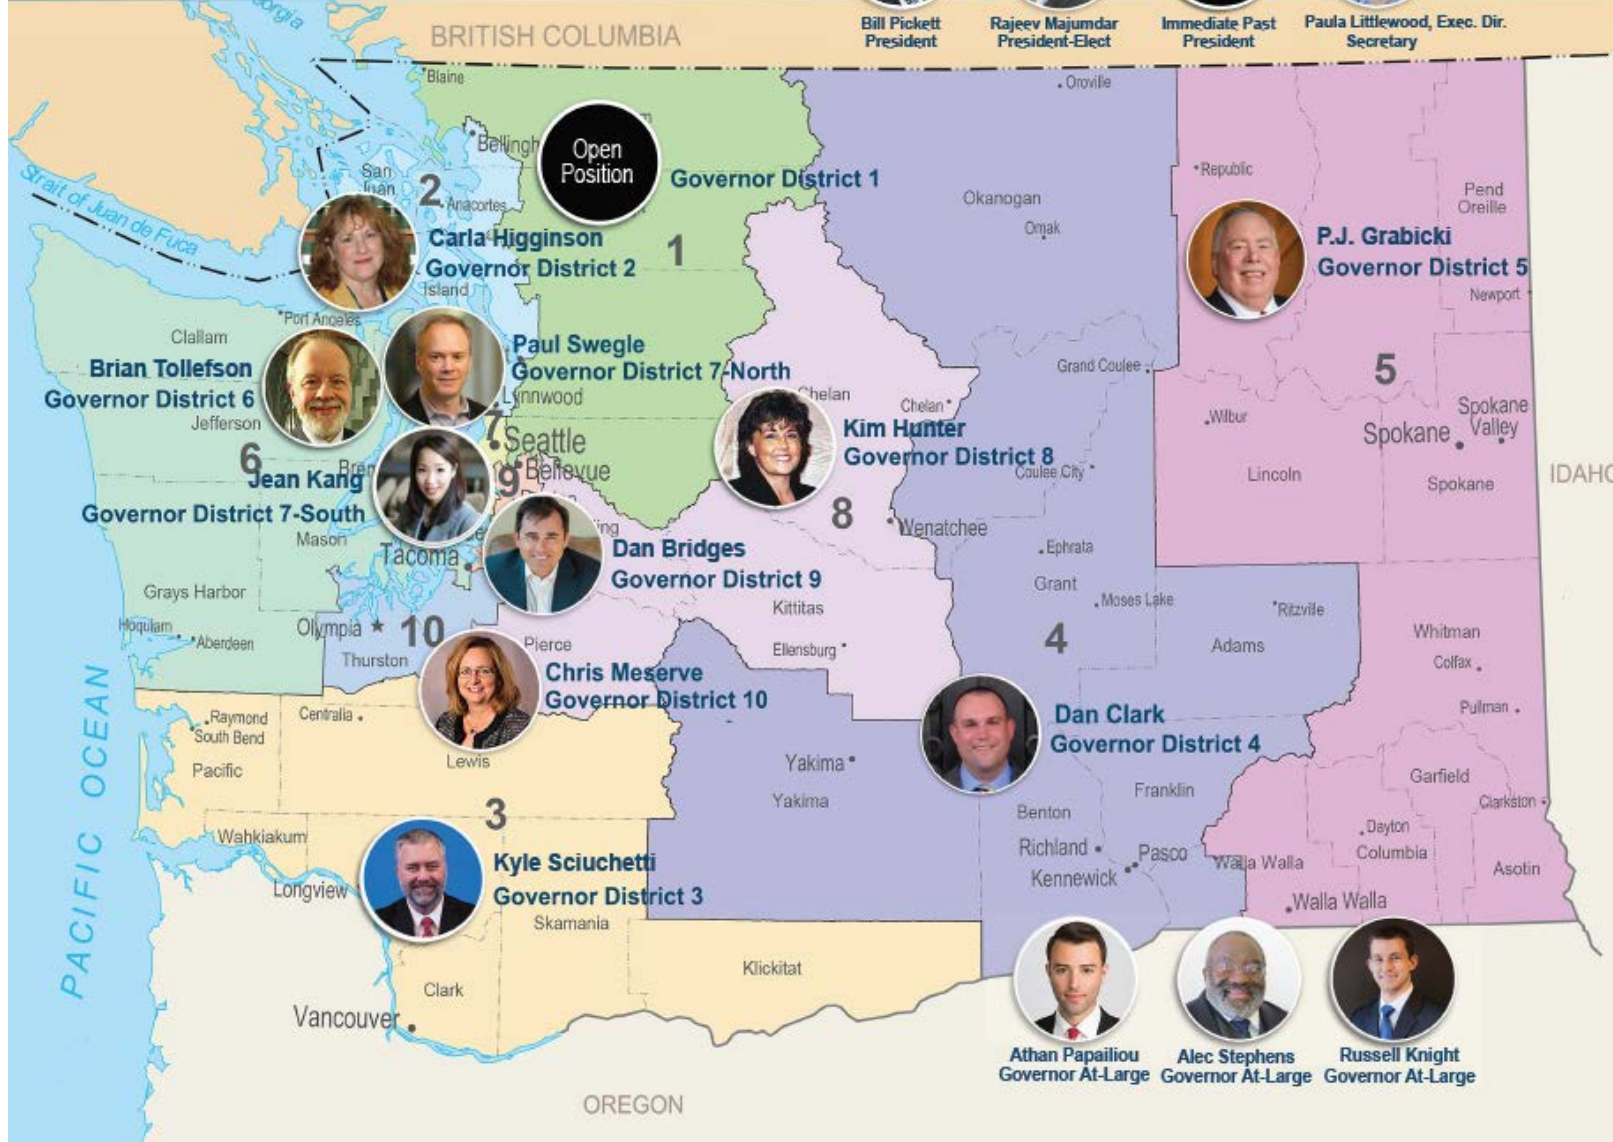 Bill Pickett
President
Rajeev Majumdar
President-Elect
Immediate Past
President
Paula Littlewood, Exec. Dir.
Secretary
BRITISH COLUMBIA
Blaine
Oroville
Open
Position
Republic
San
Juan
2
Anacortes
Governor District 1
Okanogan
Omak
Pend
Oreille
Strait of Juan de Fuca
Carla Higginson
Governor District 2
Island
1
P.J. Grabicki
Governor District 5
Newport
Port Angeles
Clallam
Brian Tollefson
Governor District 6
Jefferson
Paul Swegle
Governor District 7-North
Lynnwood
Grand Coulee
5
Chelan
Chelan
Wilbur
Spokane
Valley
Spokane
7
Seattle
Kim Hunter
Governor District 8
Coulee City
Lincoln
Spokane
IDAHO
6
Jean Kang
Governor District 7-South
9
Bellevue
8
Wenatchee
Mason
Tacoma
Dan Bridges
Governor District 9
Ephrata
Grant
Moses Lake
Ritzville
Grays Harbor
Kittitas
Hoquiam
Aberdeen
Olympia
10
Thurston
Pierce
Ellensburg
4
Adams
Whitman
Colfax
Chris Meserve
Governor District 10
Pullman
Raymond
South Bend
Centralia
Dan Clark
Governor District 4
Pacific
Lewis
Yakima
Yakima
Garfield
Clarkston
Franklin
Benton
3
Wahkiakum
Dayton
Columbia
Richland
Pasco
Kennewick
Walla Walla
Asotin
Longview
Kyle Sciuchetti
Governor District 3
Skamania
Walla Walla
PACIFIC OCEAN
Klickitat
Clark
Vancouver
Athan Papailiou
Governor At-Large
Alec Stephens
Governor At-Large
Russell Knight
Governor At-Large
OREGON